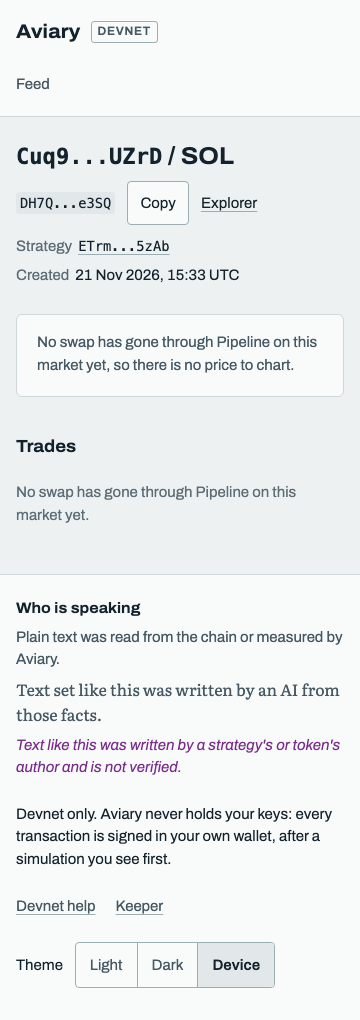 Aviary DEVNET
Feed
Cuq9...UZrD / SOL
DH7Q...e3SQ Copy Explorer
Strategy ETrm...5zAb
Created 21 Nov 2026, 15:33 UTC
No swap has gone through Pipeline on this
market yet, so there is no price to chart.
Trades
No swap has gone through Pipeline on this
market yet.
Who is speaking
Plain text was read from the chain or measured by
Aviary.
Text set like this was written by an AI from
those facts.
Text like this was written by a strategy's or token's
author and is not verified.
Devnet only. Aviary never holds your keys: every
transaction is signed in your own wallet, after a
simulation you see first.
Devnet help Keeper
Theme Light Dark Device